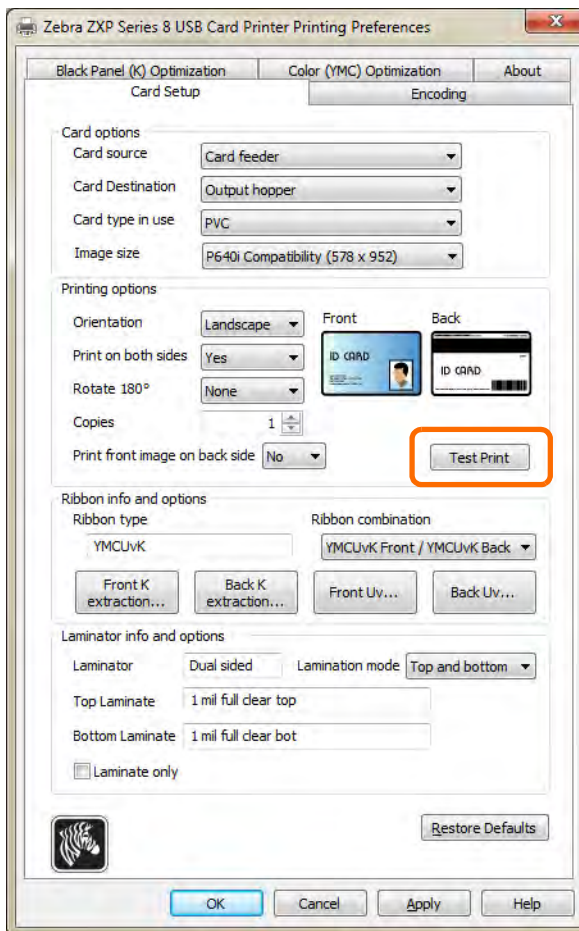 Zebra ZXP Series 8 USB Card Printer Printing Preferences
Black Panel (K) Optimization Color (YMC) Optimization About
Card Setup Encoding
Card options
Card source Card feeder
Card Destination Output hopper
Card type in use PVC
Image size P640i Compatibility (578 x 952)
Printing options
Orientation Landscape Front Back
Print on both sides Yes
ID CARD ID CARD
Rotate 180° None
Copies 1
Print front image on back side No Test Print
Ribbon info and options
Ribbon type Ribbon combination
YMCUvK YMCUvK Front / YMCUvK Back
Front K extraction... Back K extraction... Front Uv... Back Uv...
Laminator info and options
Laminator Dual sided Lamination mode Top and bottom
Top Laminate 1 mil full clear top
Bottom Laminate 1 mil full clear bot
Laminate only
Restore Defaults
OK Cancel Apply Help